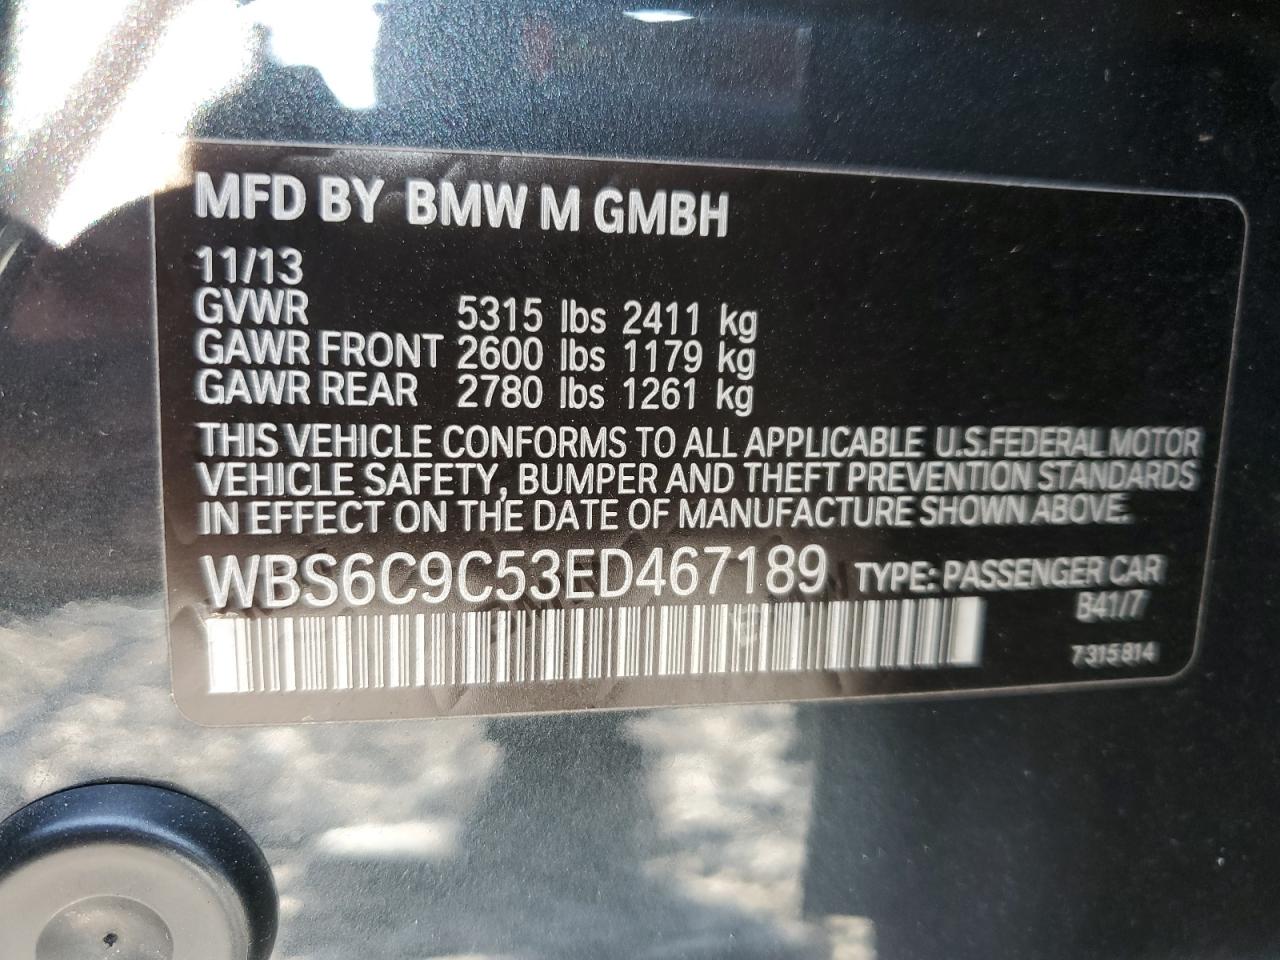 MFD BY BMW M GMBH
11/13
GVWR 5315 lbs 2411 kg
GAWR FRONT 2600 lbs 1179 kg
GAWR REAR 2780 lbs 1261 kg
THIS VEHICLE CONFORMS TO ALL APPLICABLE U.S.FEDERAL MOTOR
VEHICLE SAFETY, BUMPER AND THEFT PREVENTION STANDARDS
IN EFFECT ON THE DATE OF MANUFACTURE SHOWN ABOVE.
WBS6C9C53ED467189 TYPE: PASSENGER CAR
B41/7
7315814